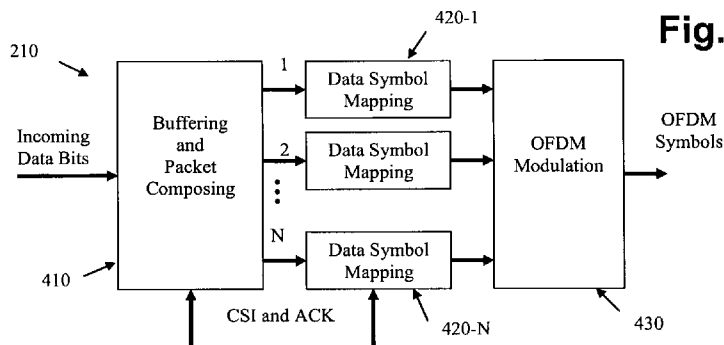 Fig.
210
420-1
Incoming
Data Bits
Buffering
and
Packet
Composing
1
2
N
Data Symbol
Mapping
Data Symbol
Mapping
Data Symbol
Mapping
OFDM
Modulation
OFDM
Symbols
410
CSI and ACK
420-N
430